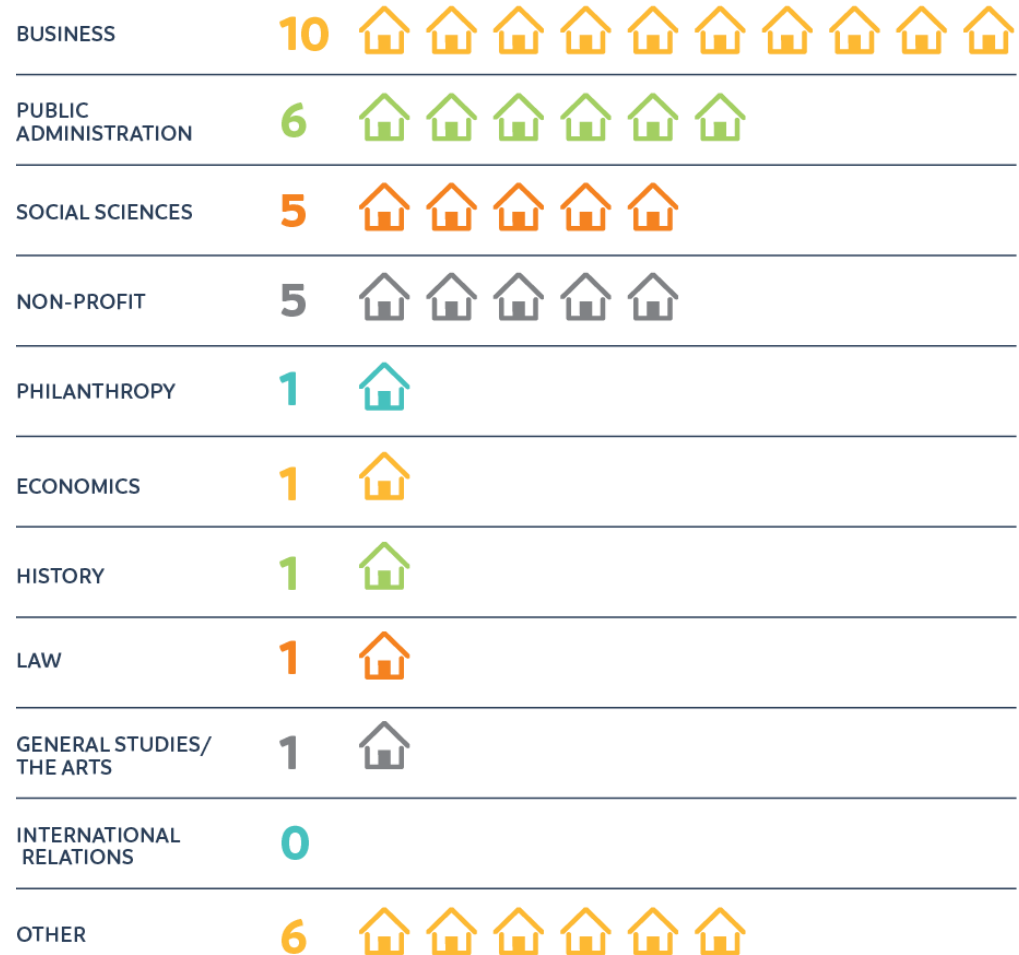 BUSINESS 10
PUBLIC
ADMINISTRATION 6
SOCIAL SCIENCES 5
NON-PROFIT 5
PHILANTHROPY 1
ECONOMICS 1
HISTORY 1
LAW 1
GENERAL STUDIES/
THE ARTS 1
INTERNATIONAL
RELATIONS 0
OTHER 6